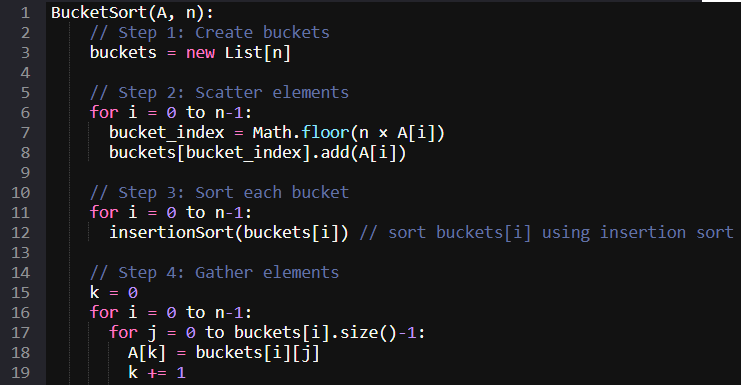 1 BucketSort(A, n):
2 // Step 1: Create buckets
3 buckets = new List[n]
4
5 // Step 2: Scatter elements
6 for i = 0 to n-1:
7 bucket_index = Math.floor(n × A[i])
8 buckets[bucket_index].add(A[i])
9
10 // Step 3: Sort each bucket
11 for i = 0 to n-1:
12 insertionSort(buckets[i]) // sort buckets[i] using insertion sort
13
14 // Step 4: Gather elements
15 k = 0
16 for i = 0 to n-1:
17 for j = 0 to buckets[i].size()-1:
18 A[k] = buckets[i][j]
19 k += 1